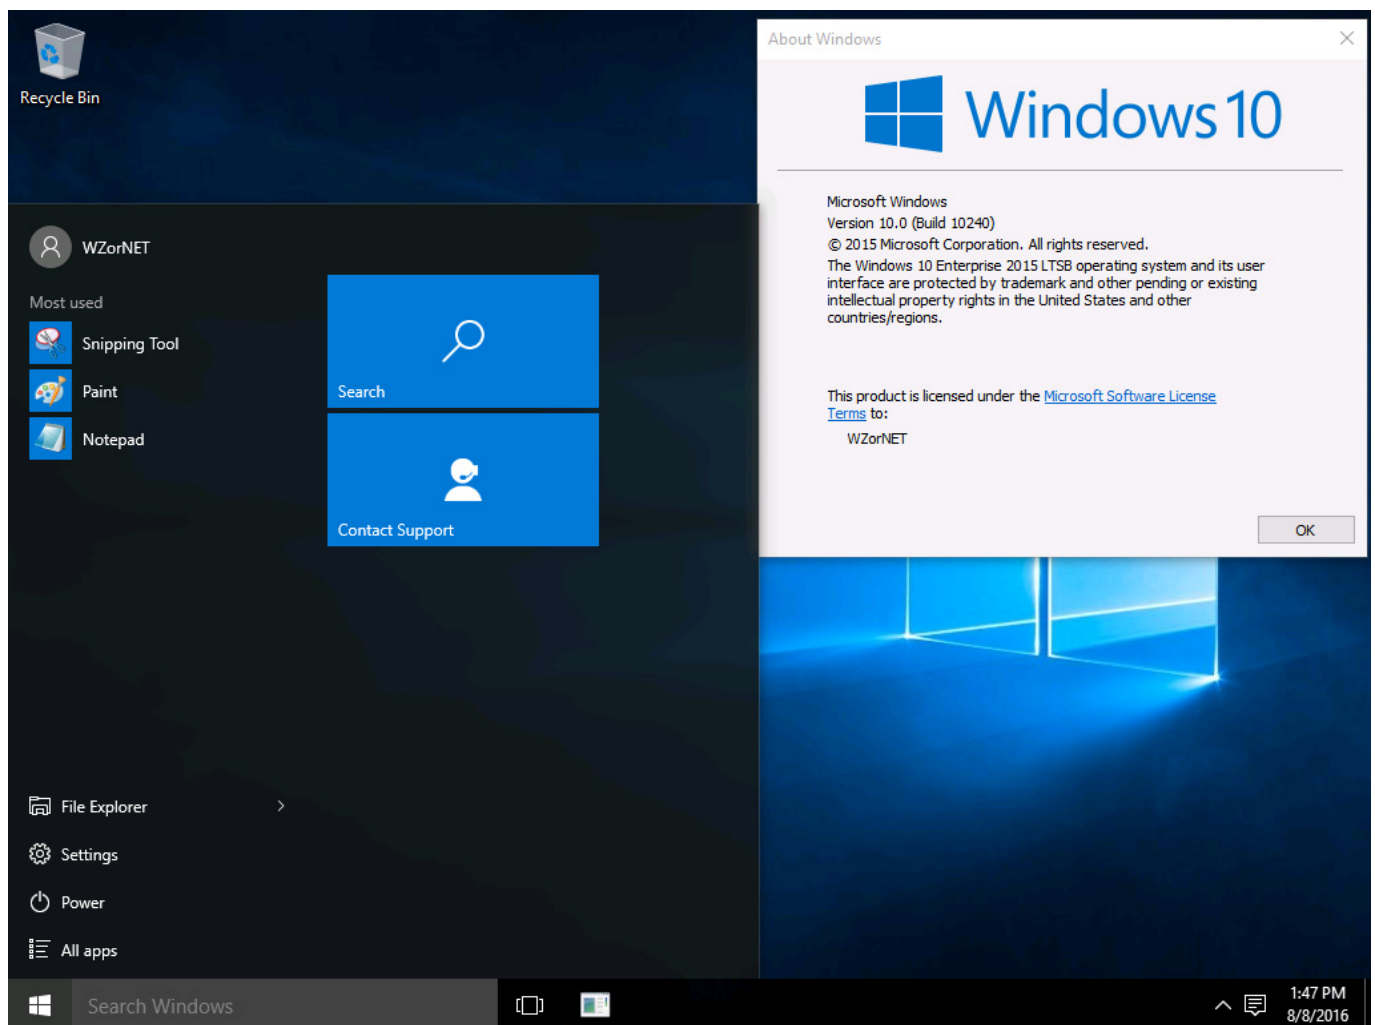 Recycle Bin
About Windows
Windows 10
Microsoft Windows
Version 10.0 (Build 10240)
© 2015 Microsoft Corporation. All rights reserved.
The Windows 10 Enterprise 2015 LTSB operating system and its user
interface are protected by trademark and other pending or existing
intellectual property rights in the United States and other
countries/regions.
This product is licensed under the Microsoft Software License
Terms to:
WZorNET
OK
WZorNET
Most used
Snipping Tool
Paint
Notepad
Search
Contact Support
File Explorer
Settings
Power
All apps
Search Windows
1:47 PM
8/8/2016